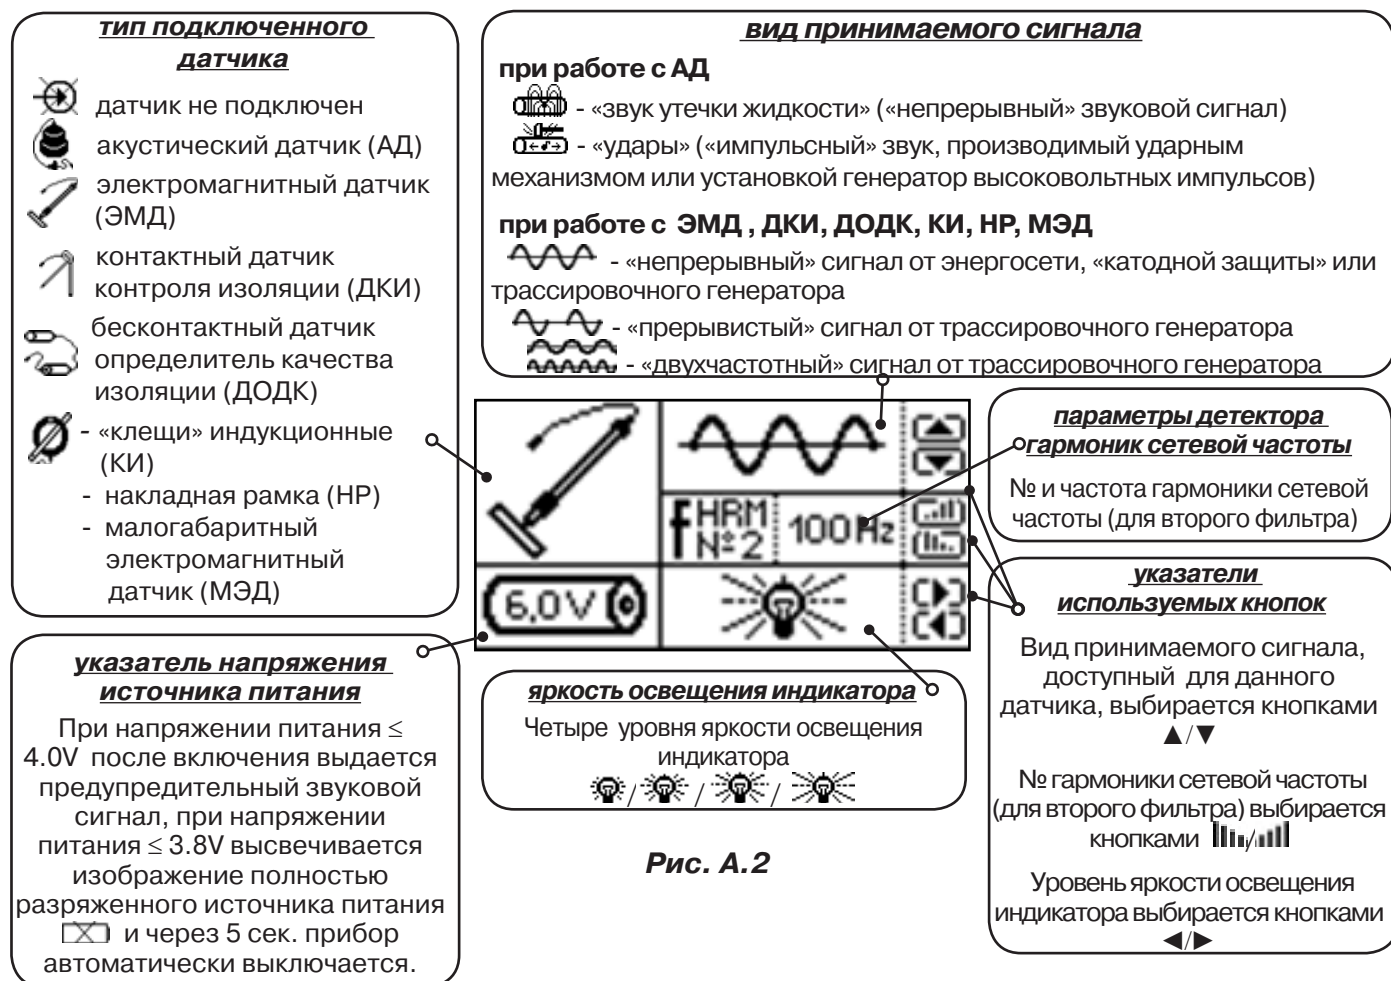 тип подключенного
датчика
датчик не подключен
акустический датчик (АД)
электромагнитный датчик
(ЭМД)
контактный датчик
контроля изоляции (ДКИ)
бесконтактный датчик
определитель качества
изоляции (ДОДК)
- «клещи» индукционные
(КИ)
- накладная рамка (НР)
- малогабаритный
электромагнитный
датчик (МЭД)
вид принимаемого сигнала
при работе с АД
- «звук утечки жидкости» («непрерывный» звуковой сигнал)
- «удары» («импульсный» звук, производимый ударным
механизмом или установкой генератор высоковольтных импульсов)
при работе с ЭМД , ДКИ, ДОДК, КИ, НР, МЭД
- «непрерывный» сигнал от энергосети, «катодной защиты» или
трассировочного генератора
- «прерывистый» сигнал от трассировочного генератора
- «двухчастотный» сигнал от трассировочного генератора
f HRM
№2 100Hz
6,0V
параметры детектора
гармоник сетевой частоты
№ и частота гармоники сетевой
частоты (для второго фильтра)
указатели
используемых кнопок
Вид принимаемого сигнала,
доступный для данного
датчика, выбирается кнопками
▲/▼
№ гармоники сетевой частоты
(для второго фильтра) выбирается
кнопками /
Уровень яркости освещения
индикатора выбирается кнопками
◄/►
указатель напряжения
источника питания
При напряжении питания ≤
4.0V после включения выдается
предупредительный звуковой
сигнал, при напряжении
питания ≤ 3.8V высвечивается
изображение полностью
разряженного источника питания
и через 5 сек. прибор
автоматически выключается.
яркость освещения индикатора
Четыре уровня яркости освещения
индикатора
/ / /
Рис. А.2